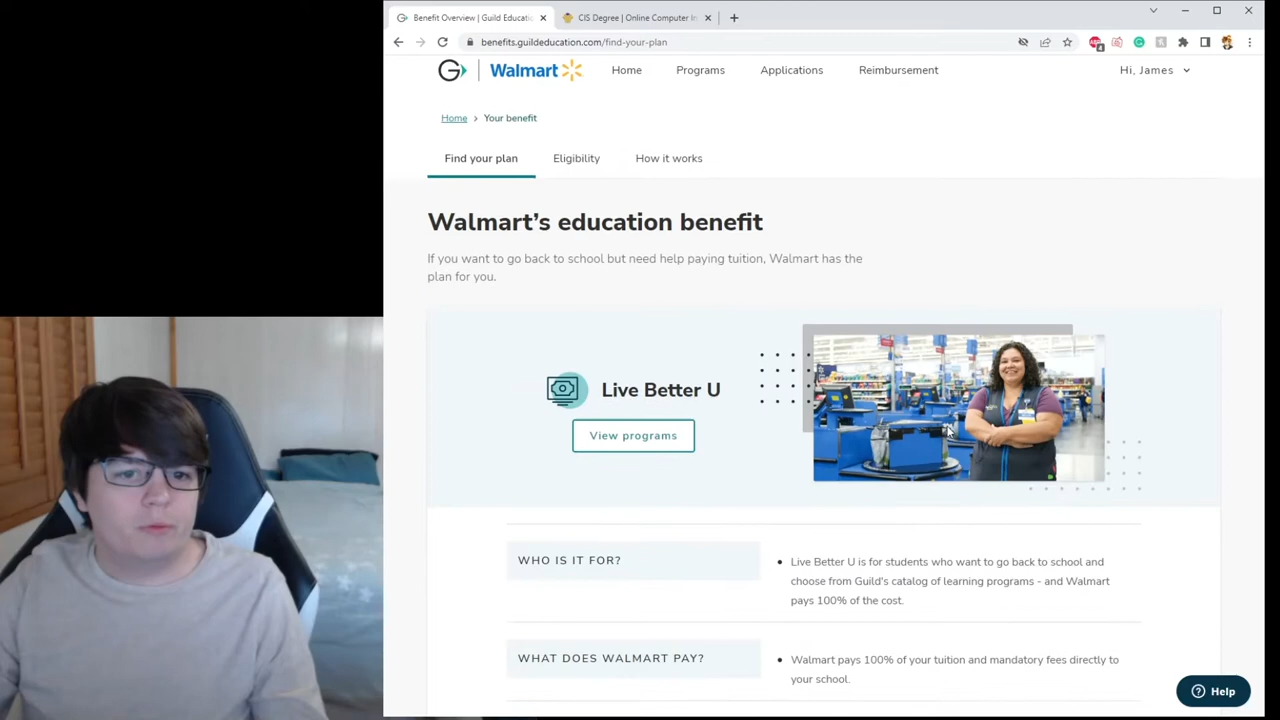 Benefit Overview | Guild Educatio
CIS Degree | Online Computer In
benefits.guildeducation.com/find-your-plan
Walmart
Home
Programs
Applications
Reimbursement
Hi, James
Home > Your benefit
Find your plan
Eligibility
How it works
Walmart’s education benefit
If you want to go back to school but need help paying tuition, Walmart has the
plan for you.
Live Better U
View programs
WHO IS IT FOR?
• Live Better U is for students who want to go back to school and
choose from Guild's catalog of learning programs - and Walmart
pays 100% of the cost.
WHAT DOES WALMART PAY?
• Walmart pays 100% of your tuition and mandatory fees directly to
your school.
Help